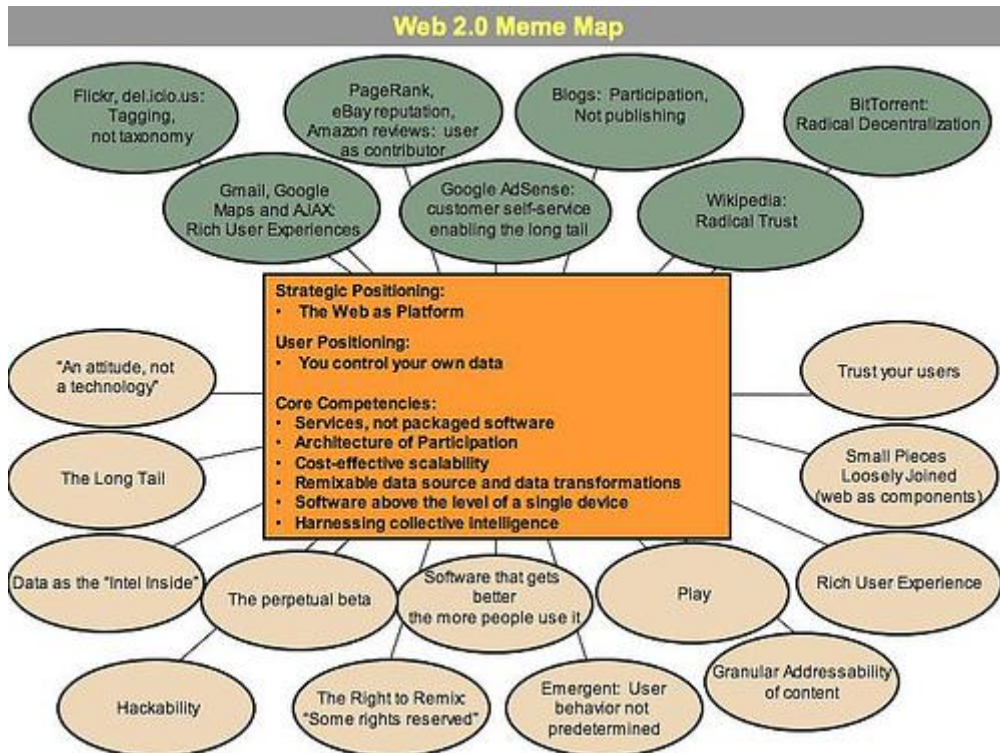 Web 2.0 Meme Map
Flickr, del.icio.us:
Tagging,
not taxonomy
PageRank,
eBay reputation,
Amazon reviews: user
as contributor
Blogs: Participation,
Not publishing
BitTorrent:
Radical Decentralization
Gmail, Google
Maps and AJAX:
Rich User Experiences
Google AdSense:
customer self-service
enabling the long tail
Wikipedia:
Radical Trust
Strategic Positioning:
• The Web as Platform
User Positioning:
• You control your own data
Core Competencies:
• Services, not packaged software
• Architecture of Participation
• Cost-effective scalability
• Remixable data source and data transformations
• Software above the level of a single device
• Harnessing collective intelligence
"An attitude, not
a technology"
Trust your users
The Long Tail
Small Pieces
Loosely Joined
(web as components)
Data as the "Intel Inside"
The perpetual beta
Software that gets
better
the more people use it
Play
Rich User Experience
Hackability
The Right to Remix:
"Some rights reserved"
Emergent: User
behavior not
predetermined
Granular Addressability
of content